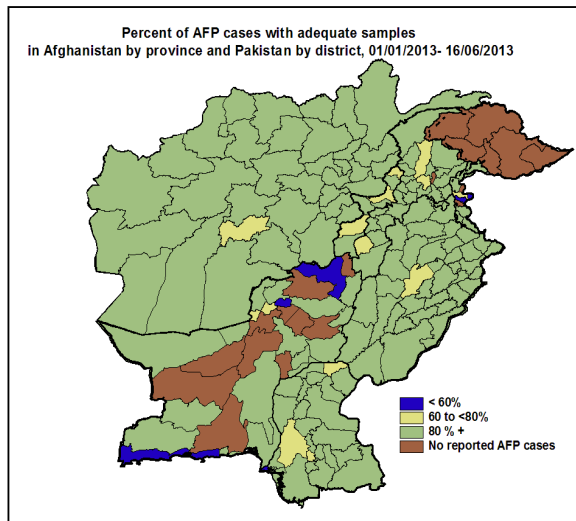 Percent of AFP cases with adequate samples
in Afghanistan by province and Pakistan by district, 01/01/2013- 16/06/2013
< 60%
60 to <80%
80 % +
No reported AFP cases